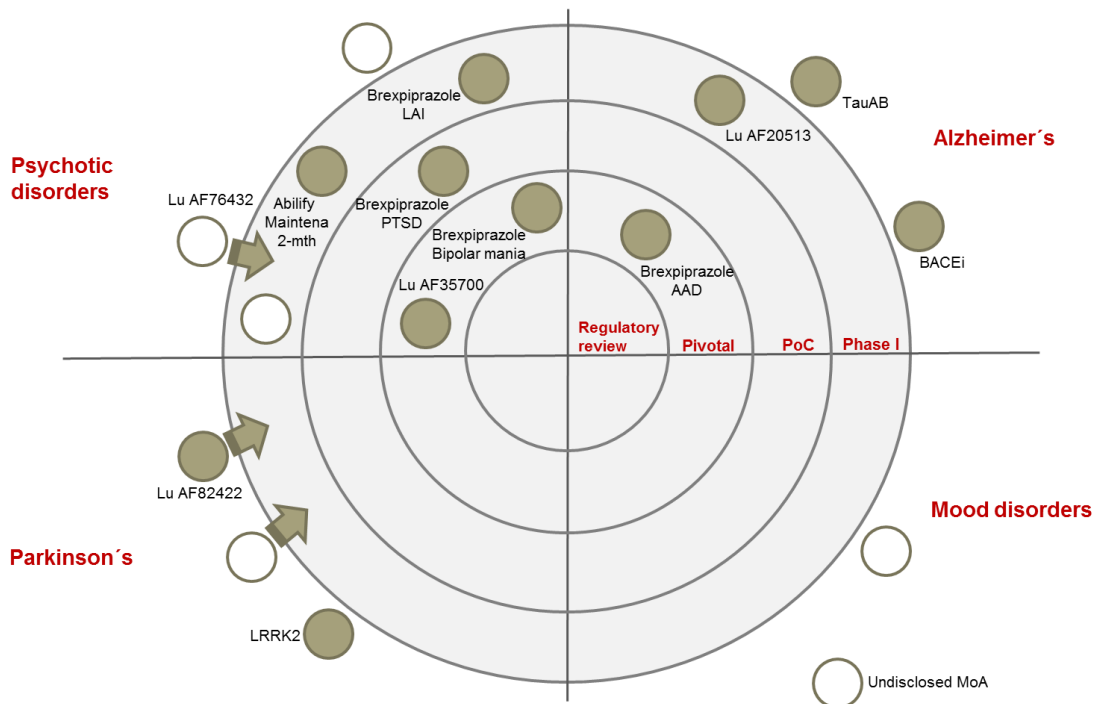 Brexpiprazole
LAI
TauAB
Lu AF20513
Alzheimer´s
Psychotic
disorders
Lu AF76432
Abilify
Maintena
2-mth
Brexpiprazole
PTSD
Brexpiprazole
Bipolar mania
BACEi
Brexpiprazole
AAD
Lu AF35700
Regulatory
review
Pivotal
PoC
Phase I
Lu AF82422
Mood disorders
Parkinson´s
LRRK2
Undisclosed MoA